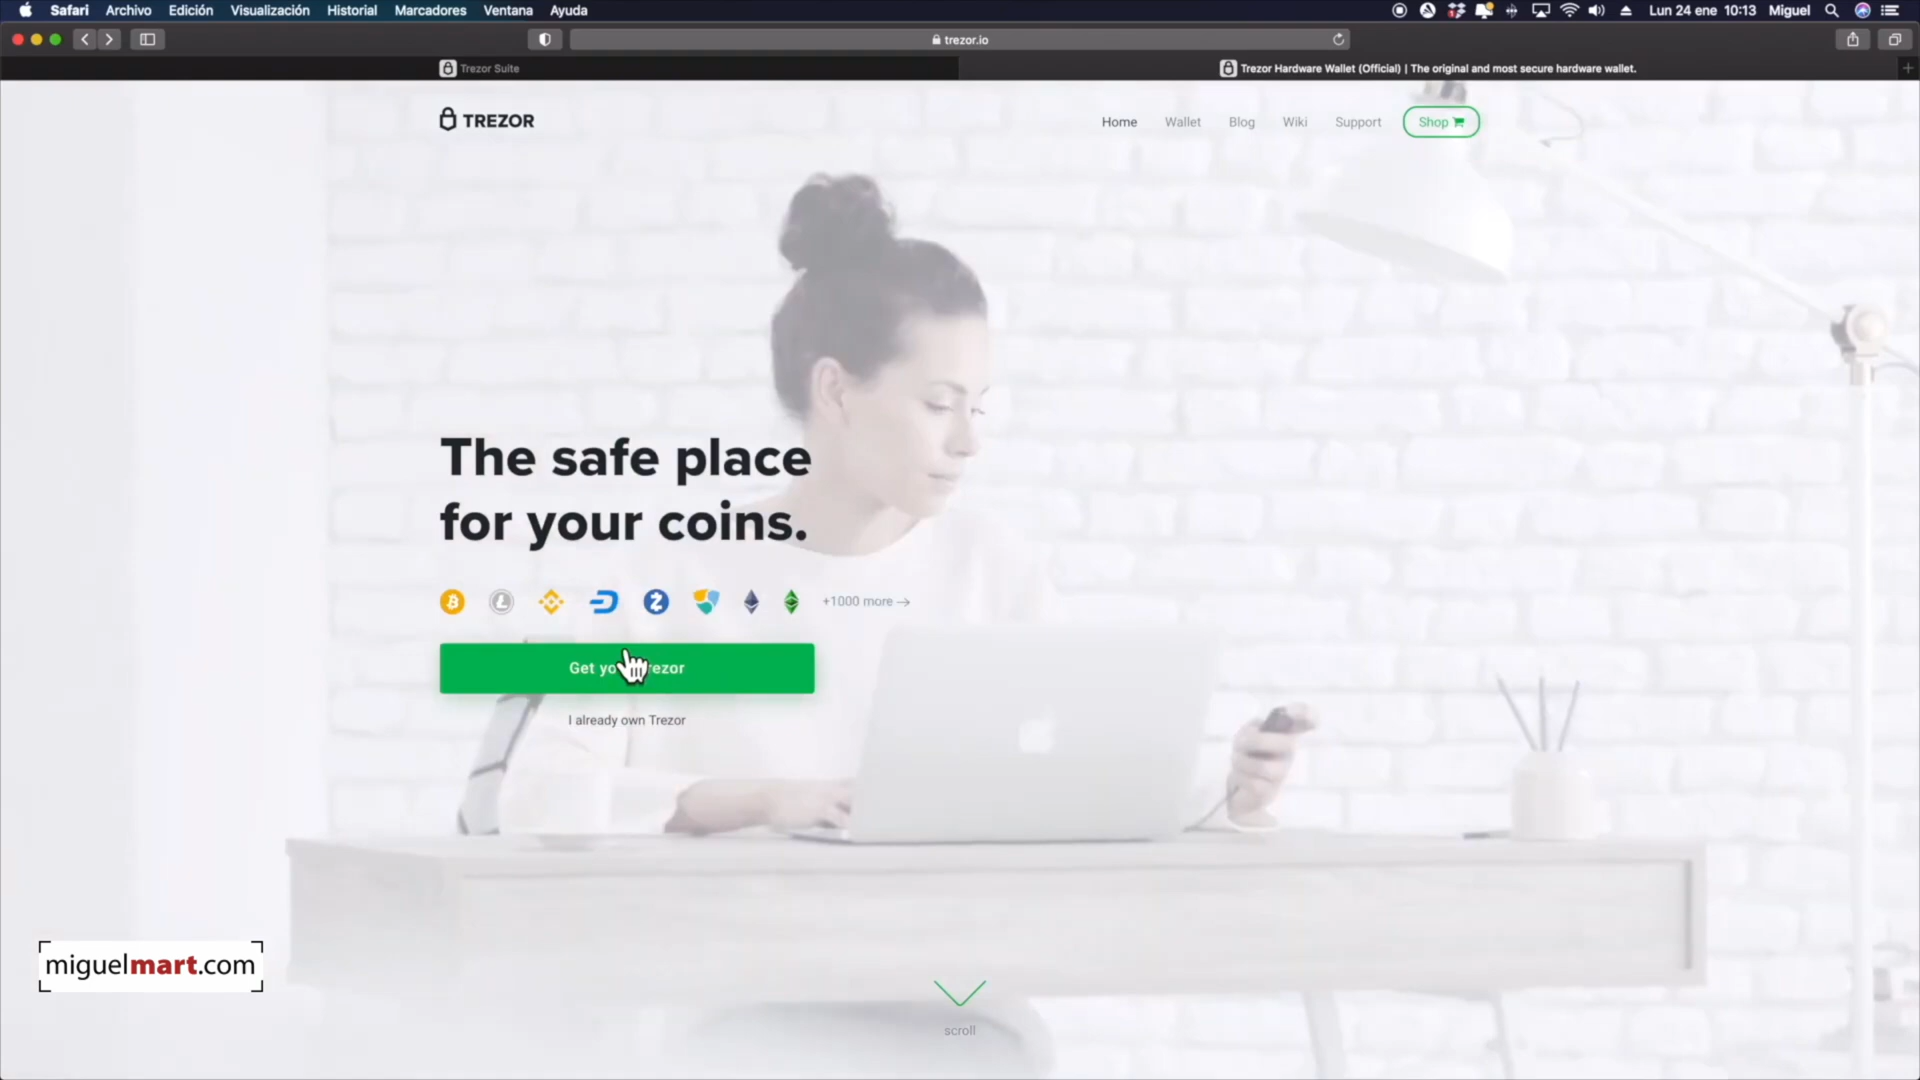 Safari Archivo Edición Visualización Historial Marcadores Ventana Ayuda Lun 24 ene 10:13 Miguel
trezor.io
Trezor Suite
Trezor Hardware Wallet (Official) | The original and most secure hardware wallet.
TREZOR
Home Wallet Blog Wiki Support Shop
The safe place
for your coins.
+1000 more →
Get
I already own Trezor
miguelmart.com
scroll